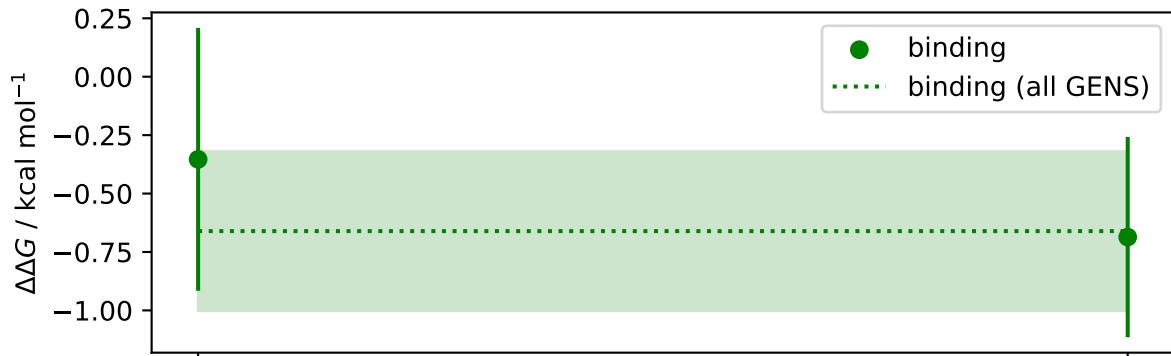 0.25
0.00
−0.25
−0.50
−0.75
−1.00
ΔΔG / kcal mol⁻¹
binding
binding (all GENS)